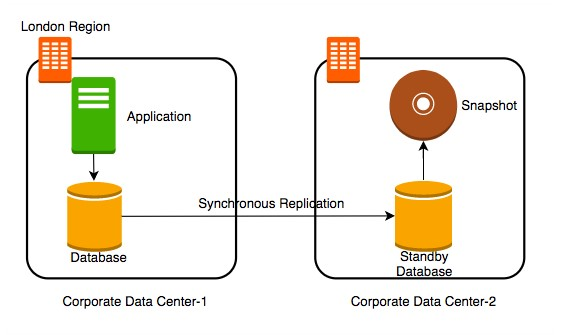 London Region
Application
Snapshot
Synchronous Replication
Database
Standby
Database
Corporate Data Center-1
Corporate Data Center-2